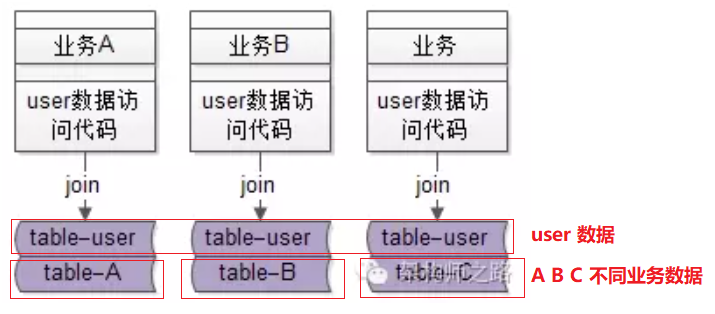 业务A
业务B
业务
user数据访
问代码
user数据访
问代码
user数据访
问代码
join
join
join
table-user
table-user
table-user
user 数据
table-A
table-B
table-C
A B C 不同业务数据
师之路